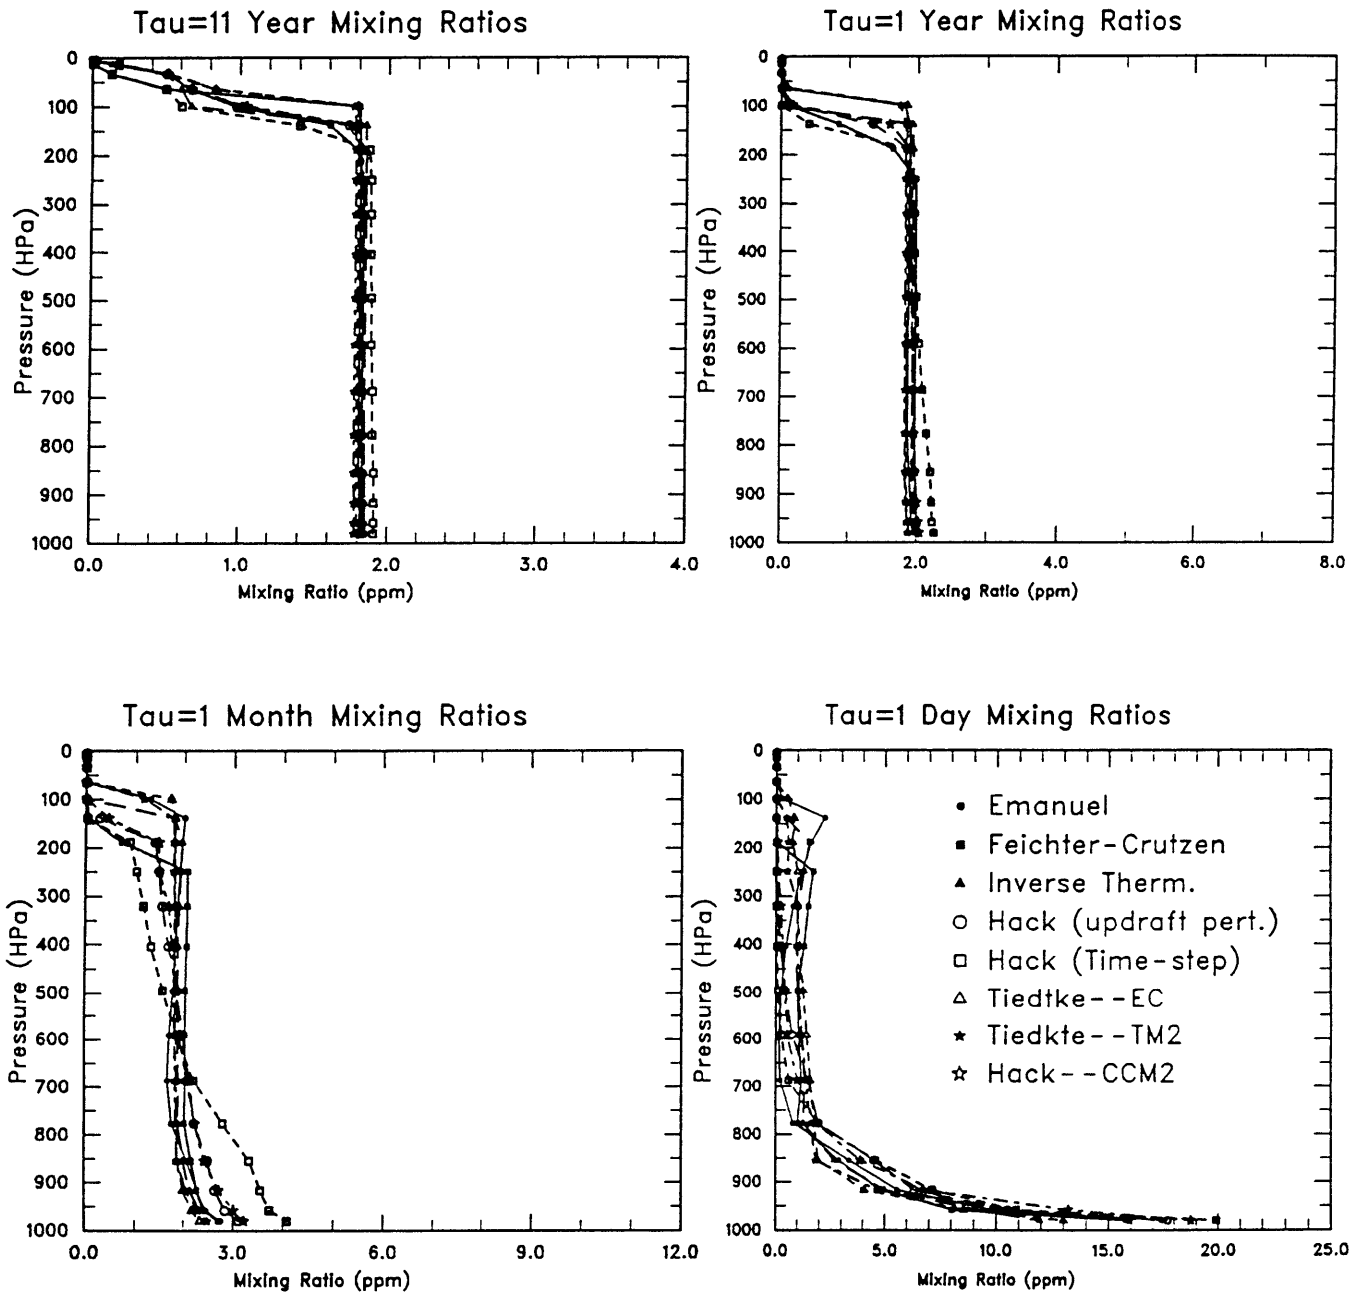 Tau=11 Year Mixing Ratios
0
100
200
300
400
500
600
700
800
900
1000
Pressure (HPa)
0.0 1.0 2.0 3.0 4.0
Mixing Ratio (ppm)
Tau=1 Year Mixing Ratios
0
100
200
300
400
500
600
700
800
900
1000
Pressure (HPa)
0.0 2.0 4.0 6.0 8.0
Mixing Ratio (ppm)
Tau=1 Month Mixing Ratios
0
100
200
300
400
500
600
700
800
900
1000
Pressure (HPa)
0.0 3.0 6.0 9.0 12.0
Mixing Ratio (ppm)
Tau=1 Day Mixing Ratios
0
100
200
300
400
500
600
700
800
900
1000
Pressure (HPa)
Emanuel
Feichter-Crutzen
Inverse Therm.
Hack (updraft pert.)
Hack (Time-step)
Tiedtke--EC
Tiedkte--TM2
Hack--CCM2
0.0 5.0 10.0 15.0 20.0 25.0
Mixing Ratio (ppm)